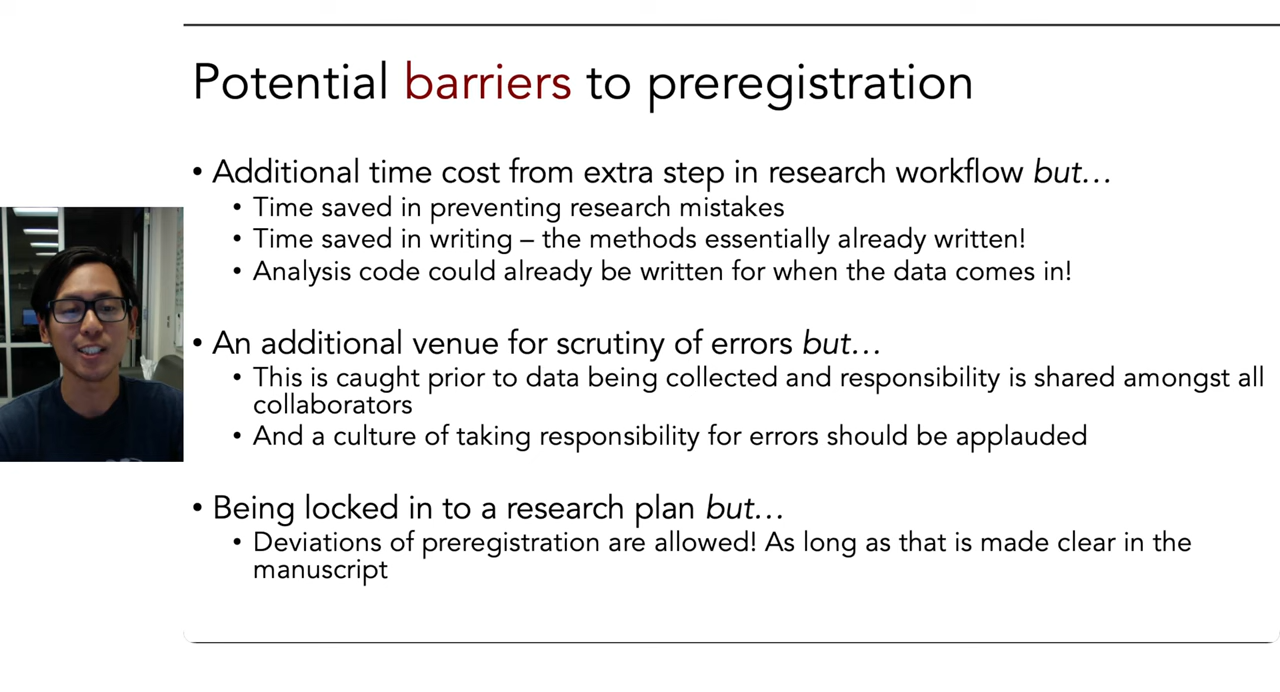 Potential barriers to preregistration
• Additional time cost from extra step in research workflow but…
• Time saved in preventing research mistakes
• Time saved in writing – the methods essentially already written!
• Analysis code could already be written for when the data comes in!
• An additional venue for scrutiny of errors but…
• This is caught prior to data being collected and responsibility is shared amongst all
collaborators
• And a culture of taking responsibility for errors should be applauded
• Being locked in to a research plan but…
• Deviations of preregistration are allowed! As long as that is made clear in the
manuscript